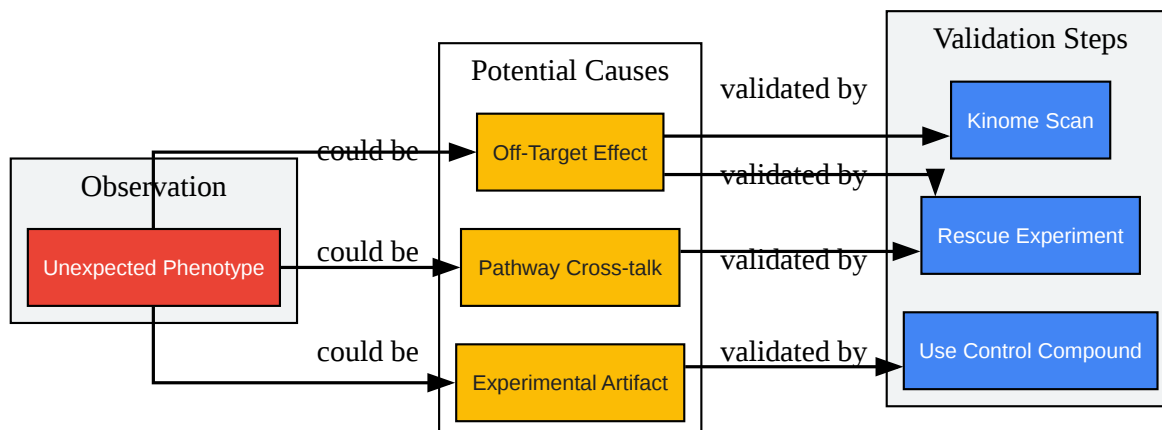 Observation
Unexpected Phenotype
could be
could be
could be
Potential Causes
Off-Target Effect
Pathway Cross-talk
Experimental Artifact
validated by
validated by
validated by
validated by
Validation Steps
Kinome Scan
Rescue Experiment
Use Control Compound